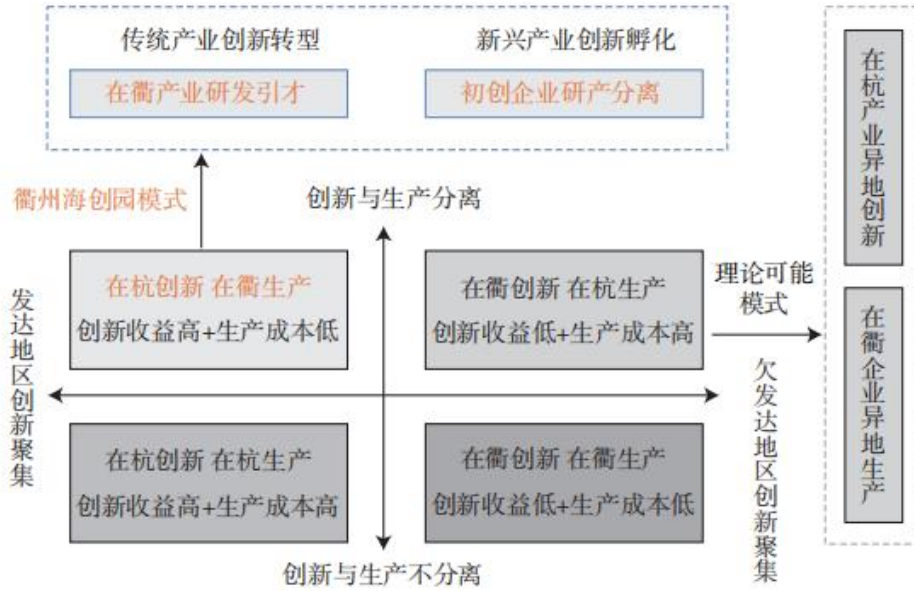 传统产业创新转型
新兴产业创新孵化
在衢产业研发引才
初创企业研产分离
衢州海创园模式
创新与生产分离
在杭创新 在衢生产
创新收益高+生产成本低
在衢创新 在杭生产
创新收益低+生产成本高
理论可能
模式
在杭产业异地创新
在衢企业异地生产
发达地区创新聚集
欠发达地区创新聚集
在杭创新 在杭生产
创新收益高+生产成本高
在衢创新 在衢生产
创新收益低+生产成本低
创新与生产不分离